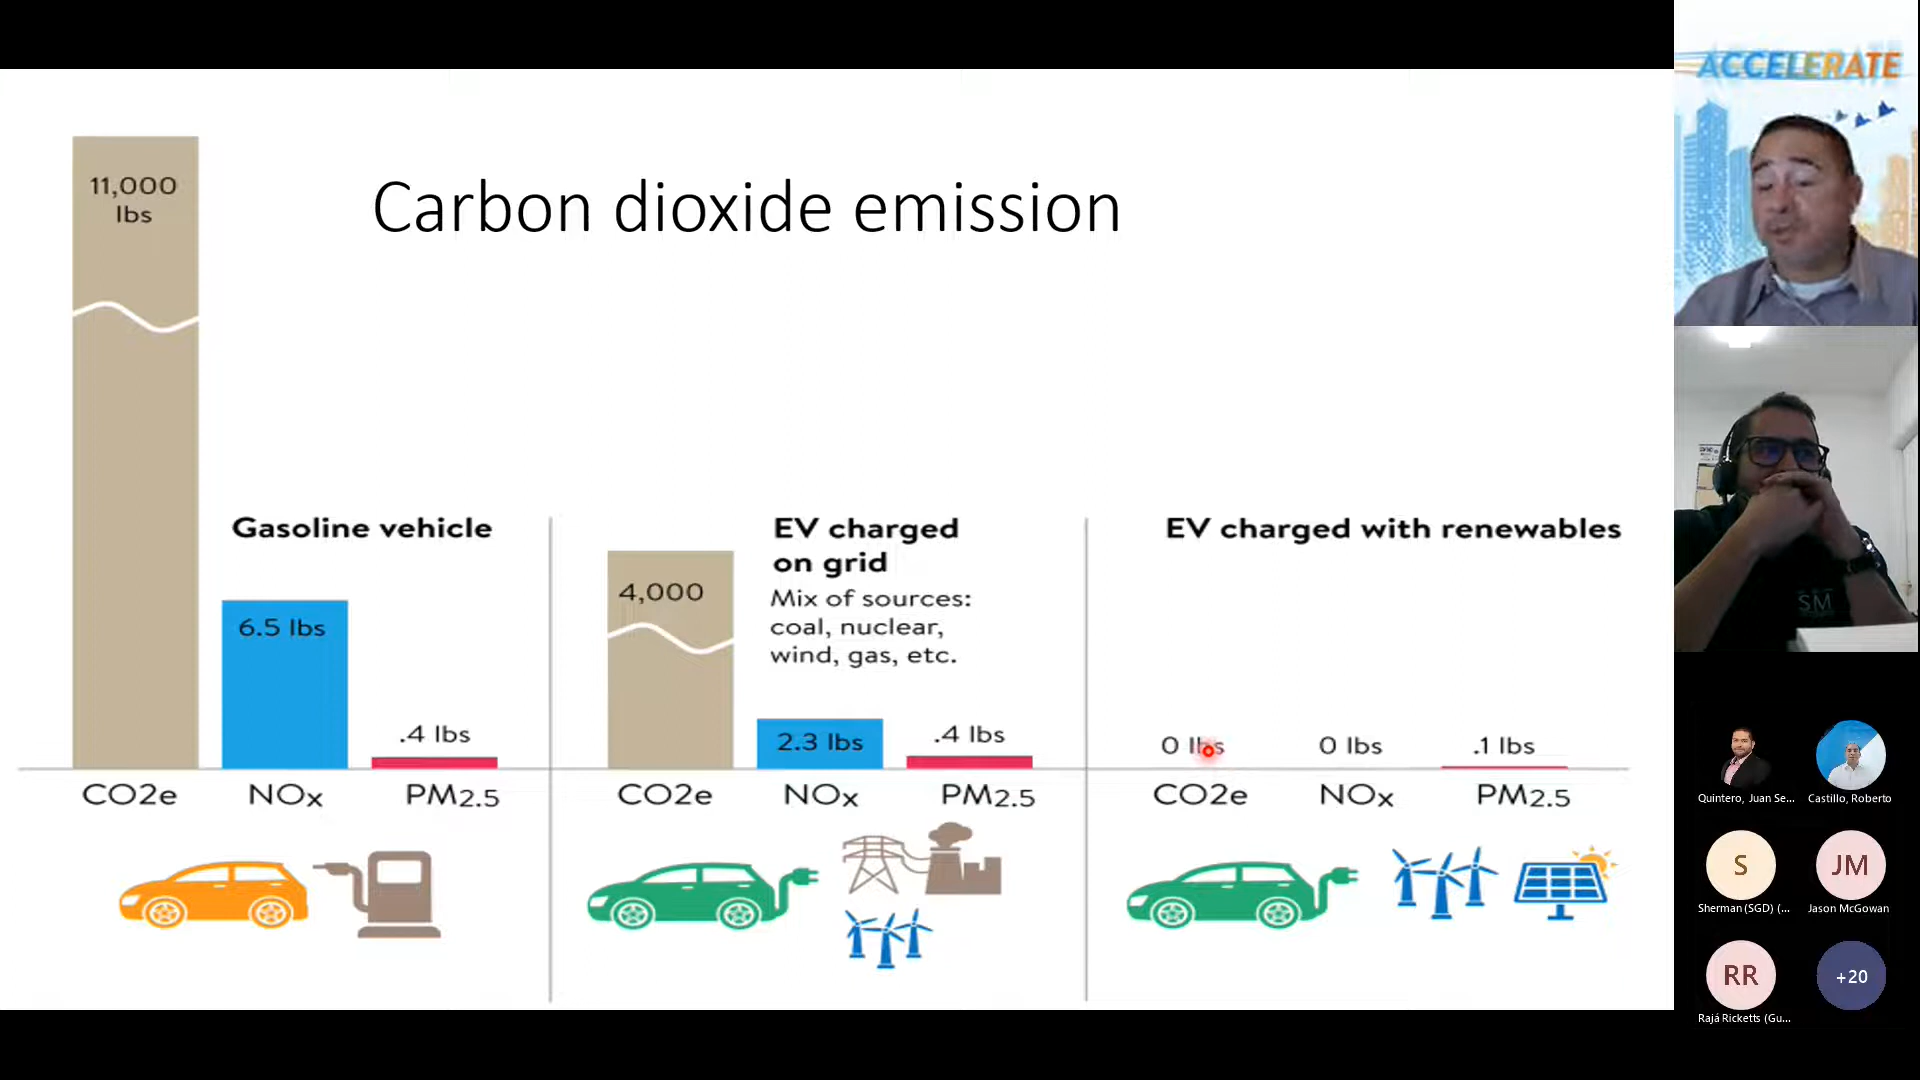 Carbon dioxide emission
11,000
lbs
Gasoline vehicle
6.5 lbs
.4 lbs
CO2e
NOx
PM2.5
EV charged
on grid
Mix of sources:
coal, nuclear,
wind, gas, etc.
4,000
2.3 lbs
.4 lbs
CO2e
NOx
PM2.5
EV charged with renewables
0 lbs
0 lbs
.1 lbs
CO2e
NOx
PM2.5
ACCELERATE
SM
Quintero, Juan Se...
Castillo, Roberto
S
JM
Sherman (SGD) (...
Jason McGowan
RR
+20
Rajá Ricketts (Gu...